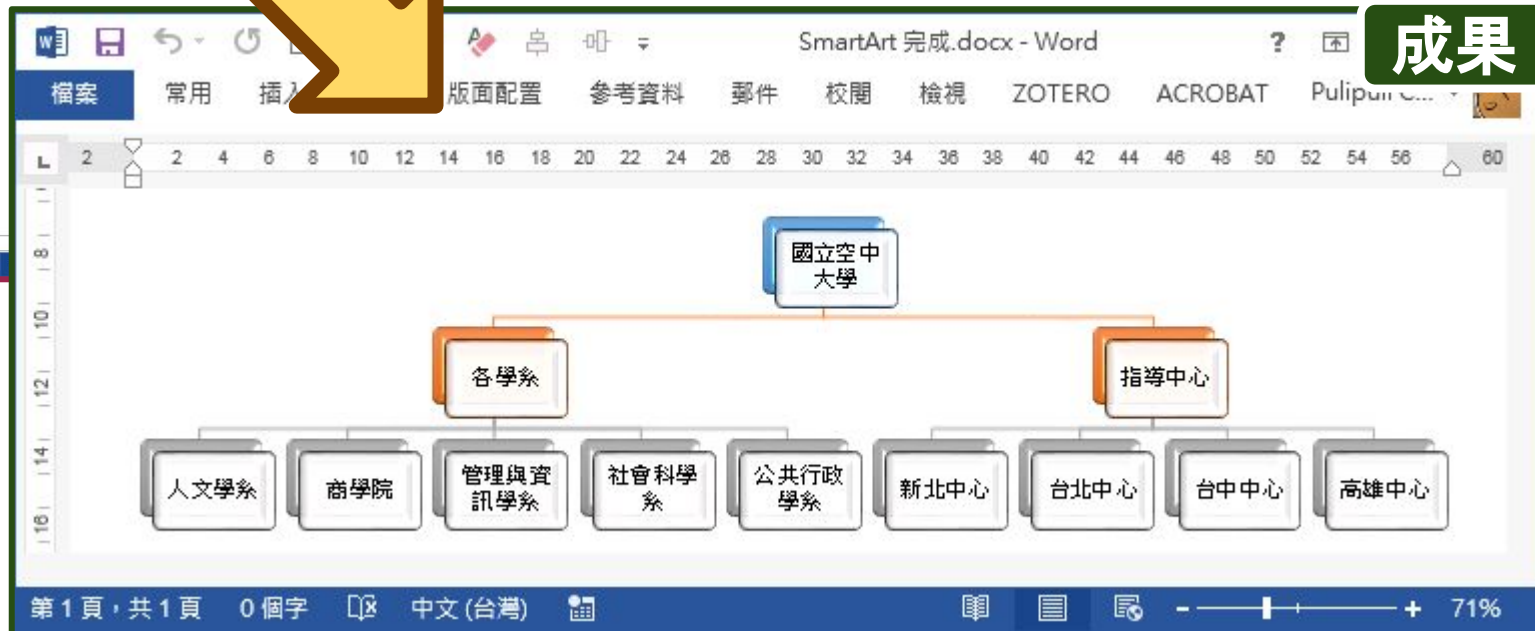 成果
SmartArt 完成.docx - Word
?
檔案 常用 插入 版面配置 參考資料 郵件 校閱 檢視 ZOTERO ACROBAT
L 2 2 4 6 8 10 12 14 16 18 20 22 24 26 28 30 32 34 36 38 40 42 44 46 48 50 52 54 56 60
8
10
12
14
16
國立空中
大學
各學系 指導中心
人文學系
商學院
管理與資
訊學系
社會科學
系
公共行政
學系
新北中心
台北中心
台中中心
高雄中心
第 1 頁，共 1 頁 0 個字 中文 (台灣) 71%